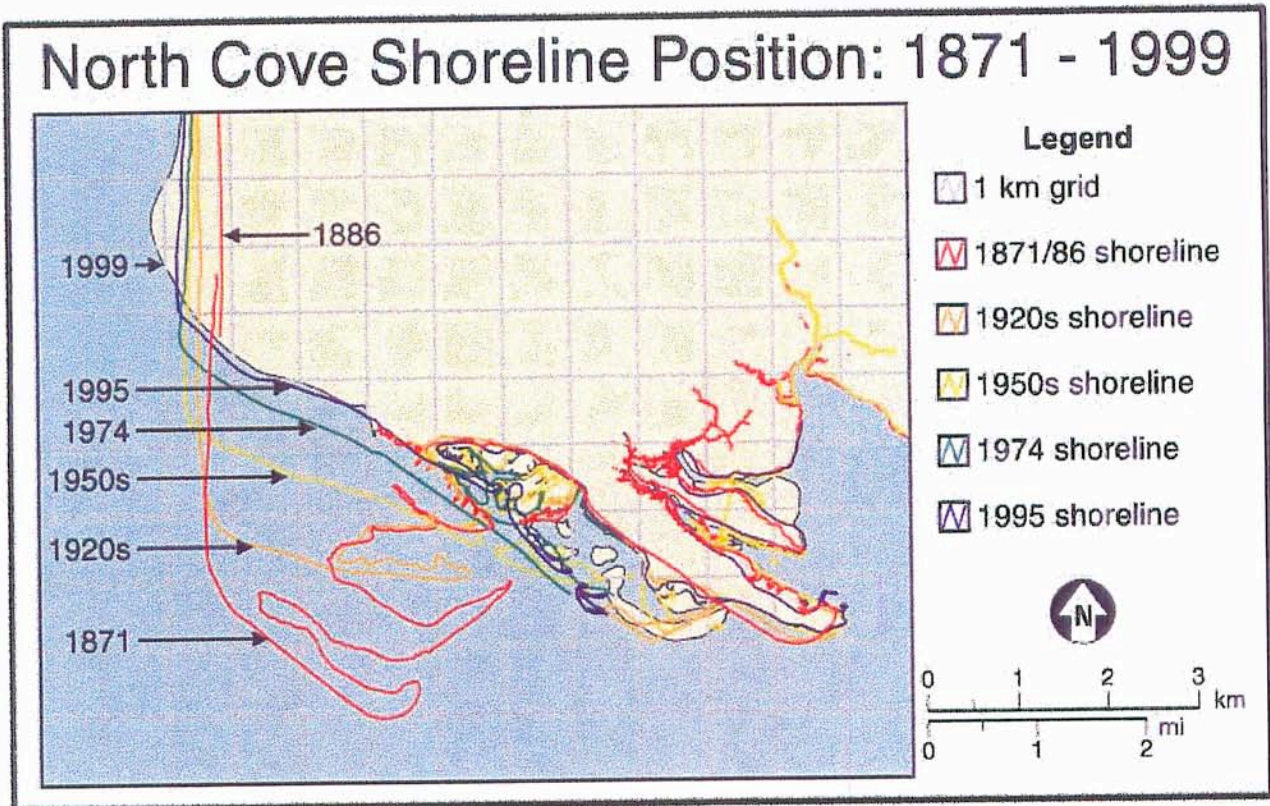 North Cove Shoreline Position: 1871 - 1999
1886
1999
1995
1974
1950s
1920s
1871
Legend
1 km grid
1871/86 shoreline
1920s shoreline
1950s shoreline
1974 shoreline
1995 shoreline
N
0 1 2 3
km
mi
0 1 2